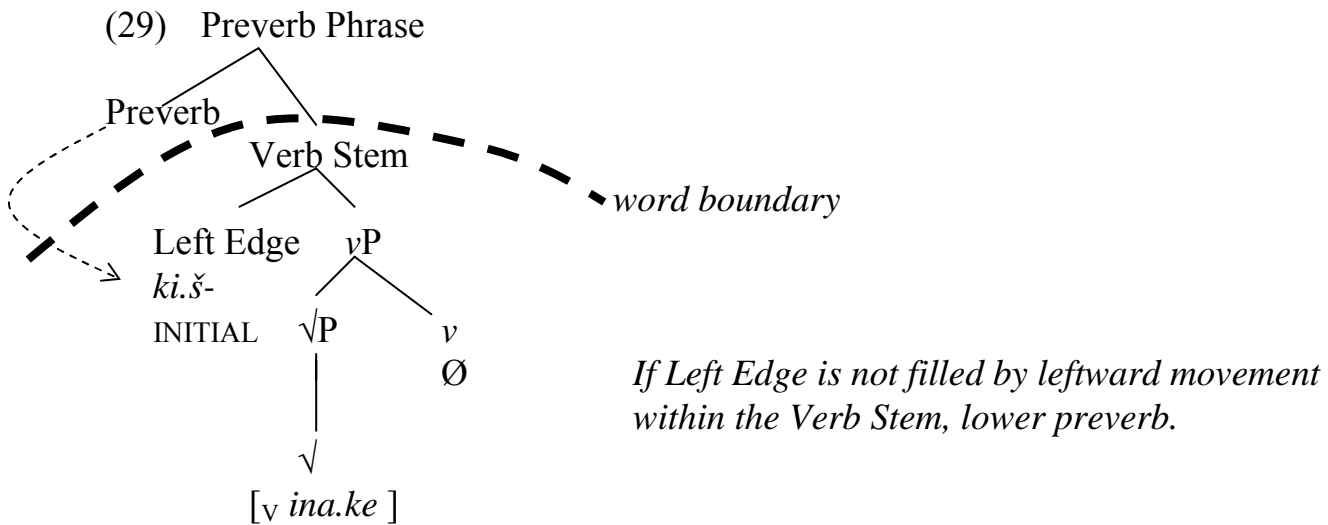 (29) Preverb Phrase
Preverb
Verb Stem
word boundary
Left Edge vP
ki.š-
INITIAL √P v
Ø
If Left Edge is not filled by leftward movement
within the Verb Stem, lower preverb.
√
[V ina.ke ]